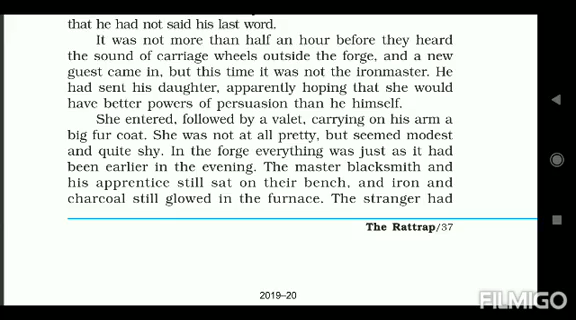 that he had not said his last word.
It was not more than half an hour before they heard
the sound of carriage wheels outside the forge, and a new
guest came in, but this time it was not the ironmaster. He
had sent his daughter, apparently hoping that she would
have better powers of persuasion than he himself.
She entered, followed by a valet, carrying on his arm a
big fur coat. She was not at all pretty, but seemed modest
and quite shy. In the forge everything was just as it had
been earlier in the evening. The master blacksmith and
his apprentice still sat on their bench, and iron and
charcoal still glowed in the furnace. The stranger had
The Rattrap/37
2019–20
FILMIGO